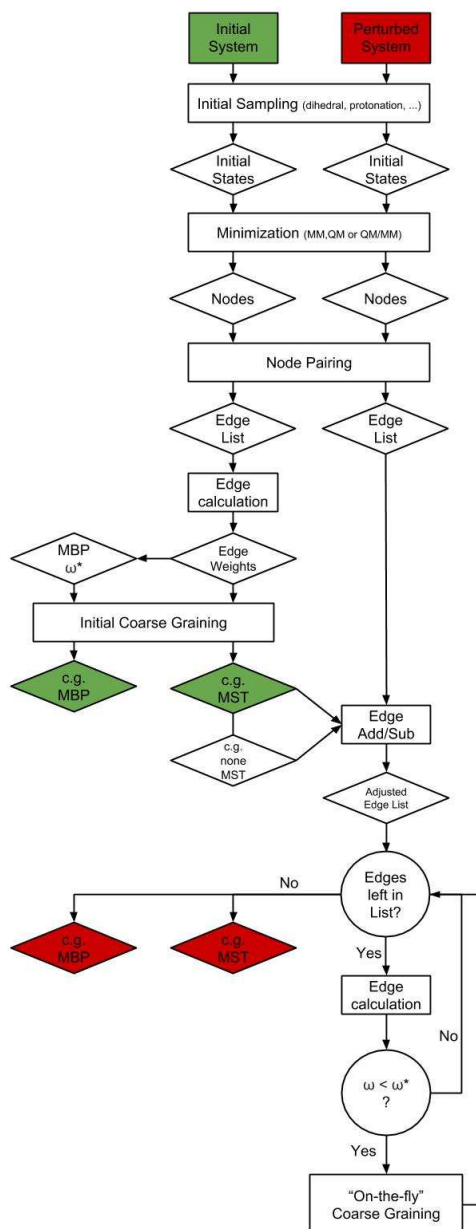 Initial
System
Perturbed
System
Initial Sampling (dihedral, protonation, ...)
Initial
States
Initial
States
Minimization (MM,QM or QM/MM)
Nodes
Nodes
Node Pairing
Edge
List
Edge
List
Edge
calculation
MBP
ω*
Edge
Weights
Initial Coarse Graining
c.g.
MBP
c.g.
MST
c.g.
none
MST
Edge
Add/Sub
Adjusted
Edge List
Edges
left in
List?
No
c.g.
MBP
c.g.
MST
Yes
Edge
calculation
No
ω < ω*
?
Yes
"On-the-fly"
Coarse Graining